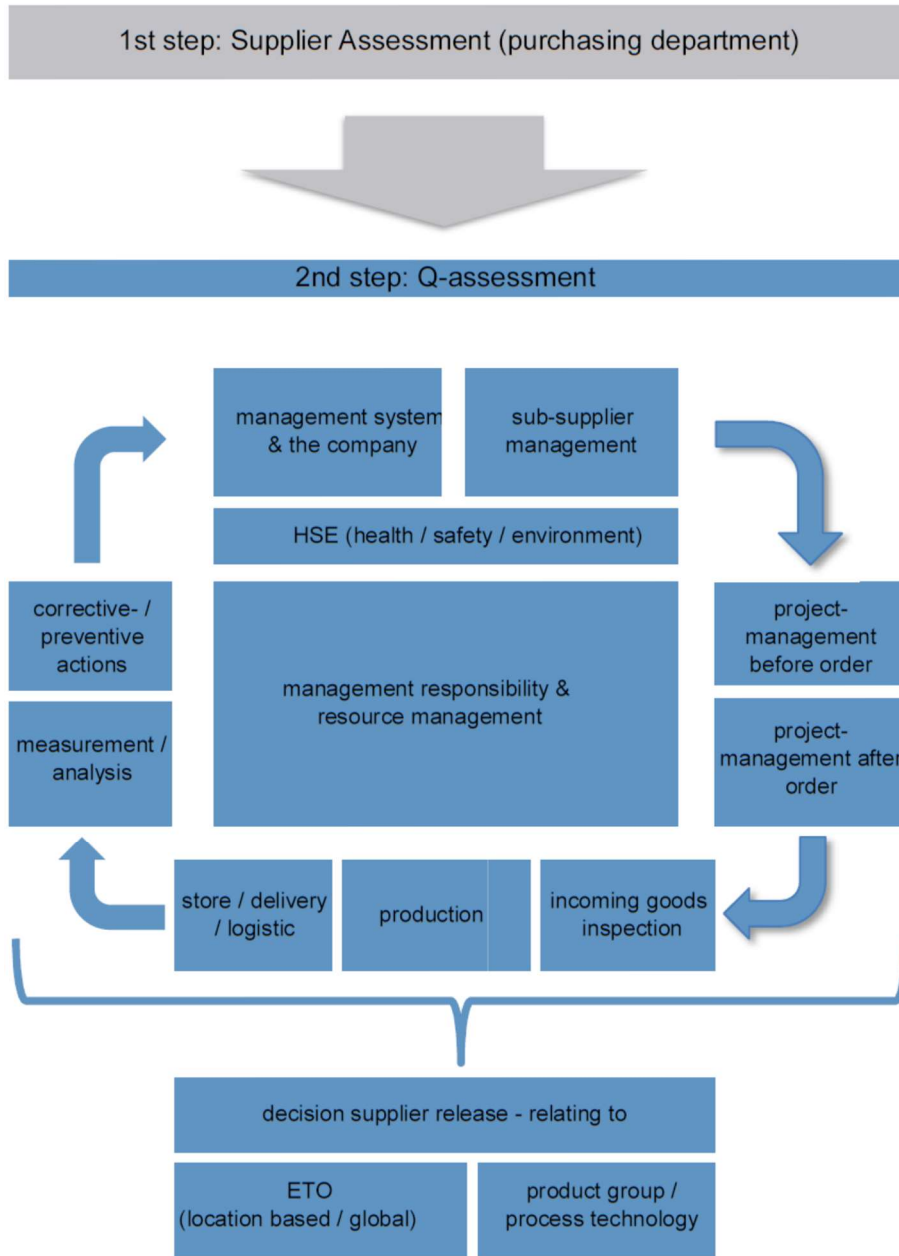 1st step: Supplier Assessment (purchasing department)
2nd step: Q-assessment
management system
& the company
sub-supplier
management
HSE (health / safety / environment)
corrective- /
preventive
actions
management responsibility &
resource management
project-
management
before order
measurement /
analysis
project-
management after
order
store / delivery
/ logistic
production
incoming goods
inspection
decision supplier release - relating to
ETO
(location based / global)
product group /
process technology